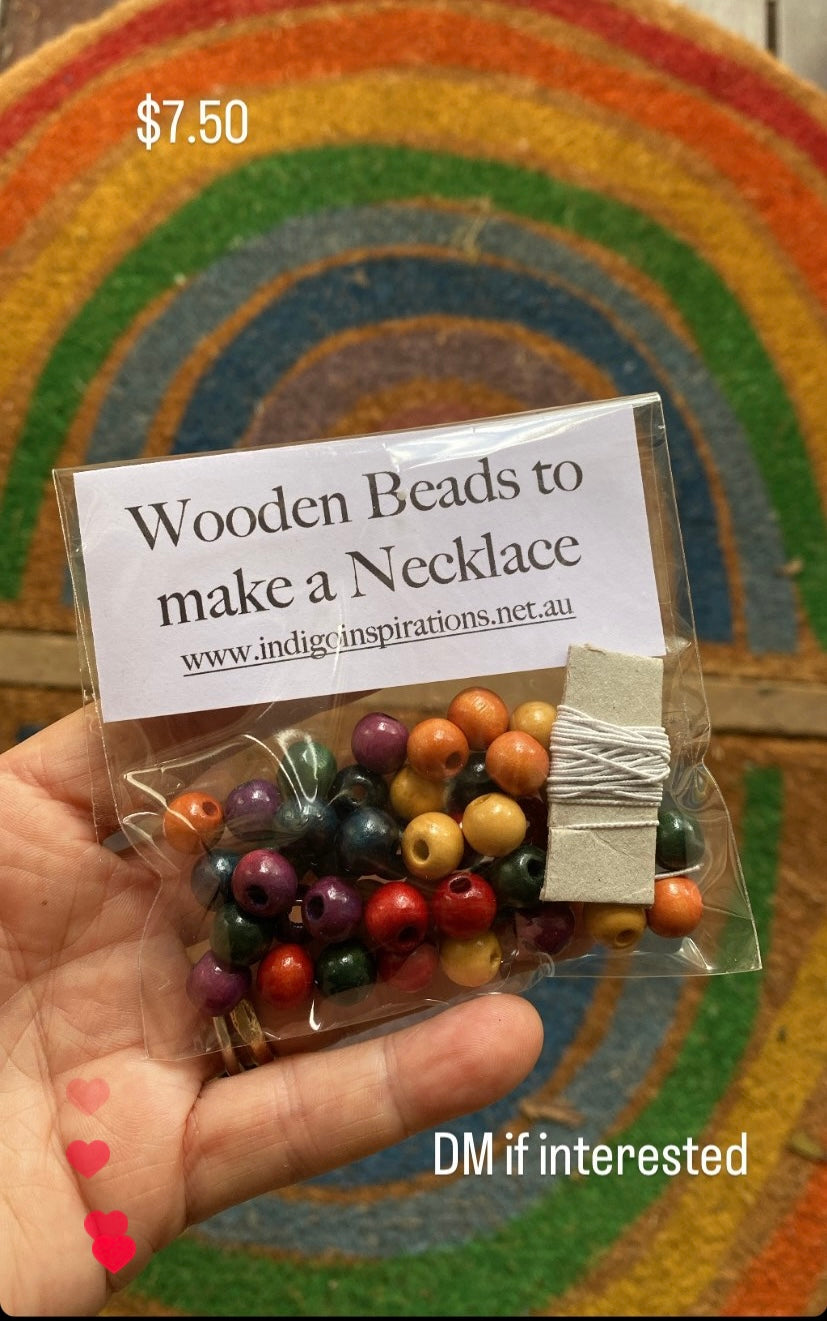 $7.50
Wooden Beads to
make a Necklace
www.indigoinspirations.net.au
DM if interested